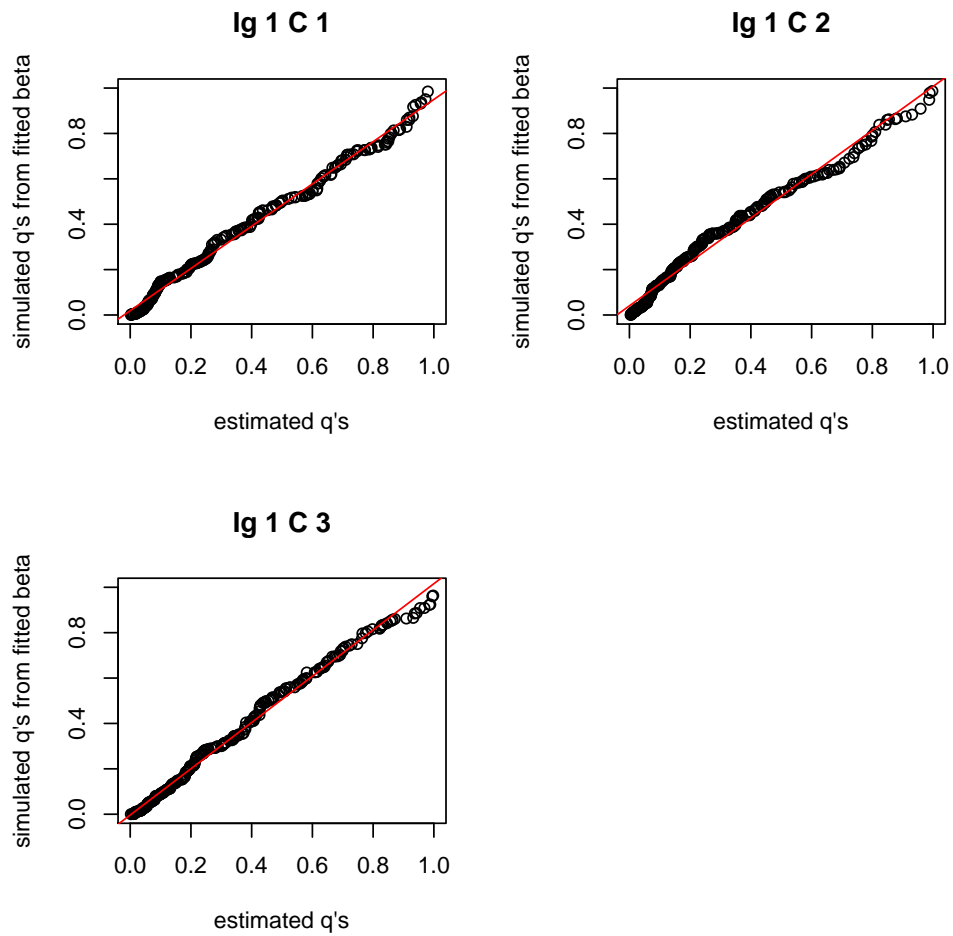 Ig 1 C 1
simulated q's from fitted beta
0.8
0.4
0.0
0.0 0.2 0.4 0.6 0.8 1.0
estimated q's
Ig 1 C 2
simulated q's from fitted beta
0.8
0.4
0.0
0.0 0.2 0.4 0.6 0.8 1.0
estimated q's
Ig 1 C 3
simulated q's from fitted beta
0.8
0.4
0.0
0.0 0.2 0.4 0.6 0.8 1.0
estimated q's